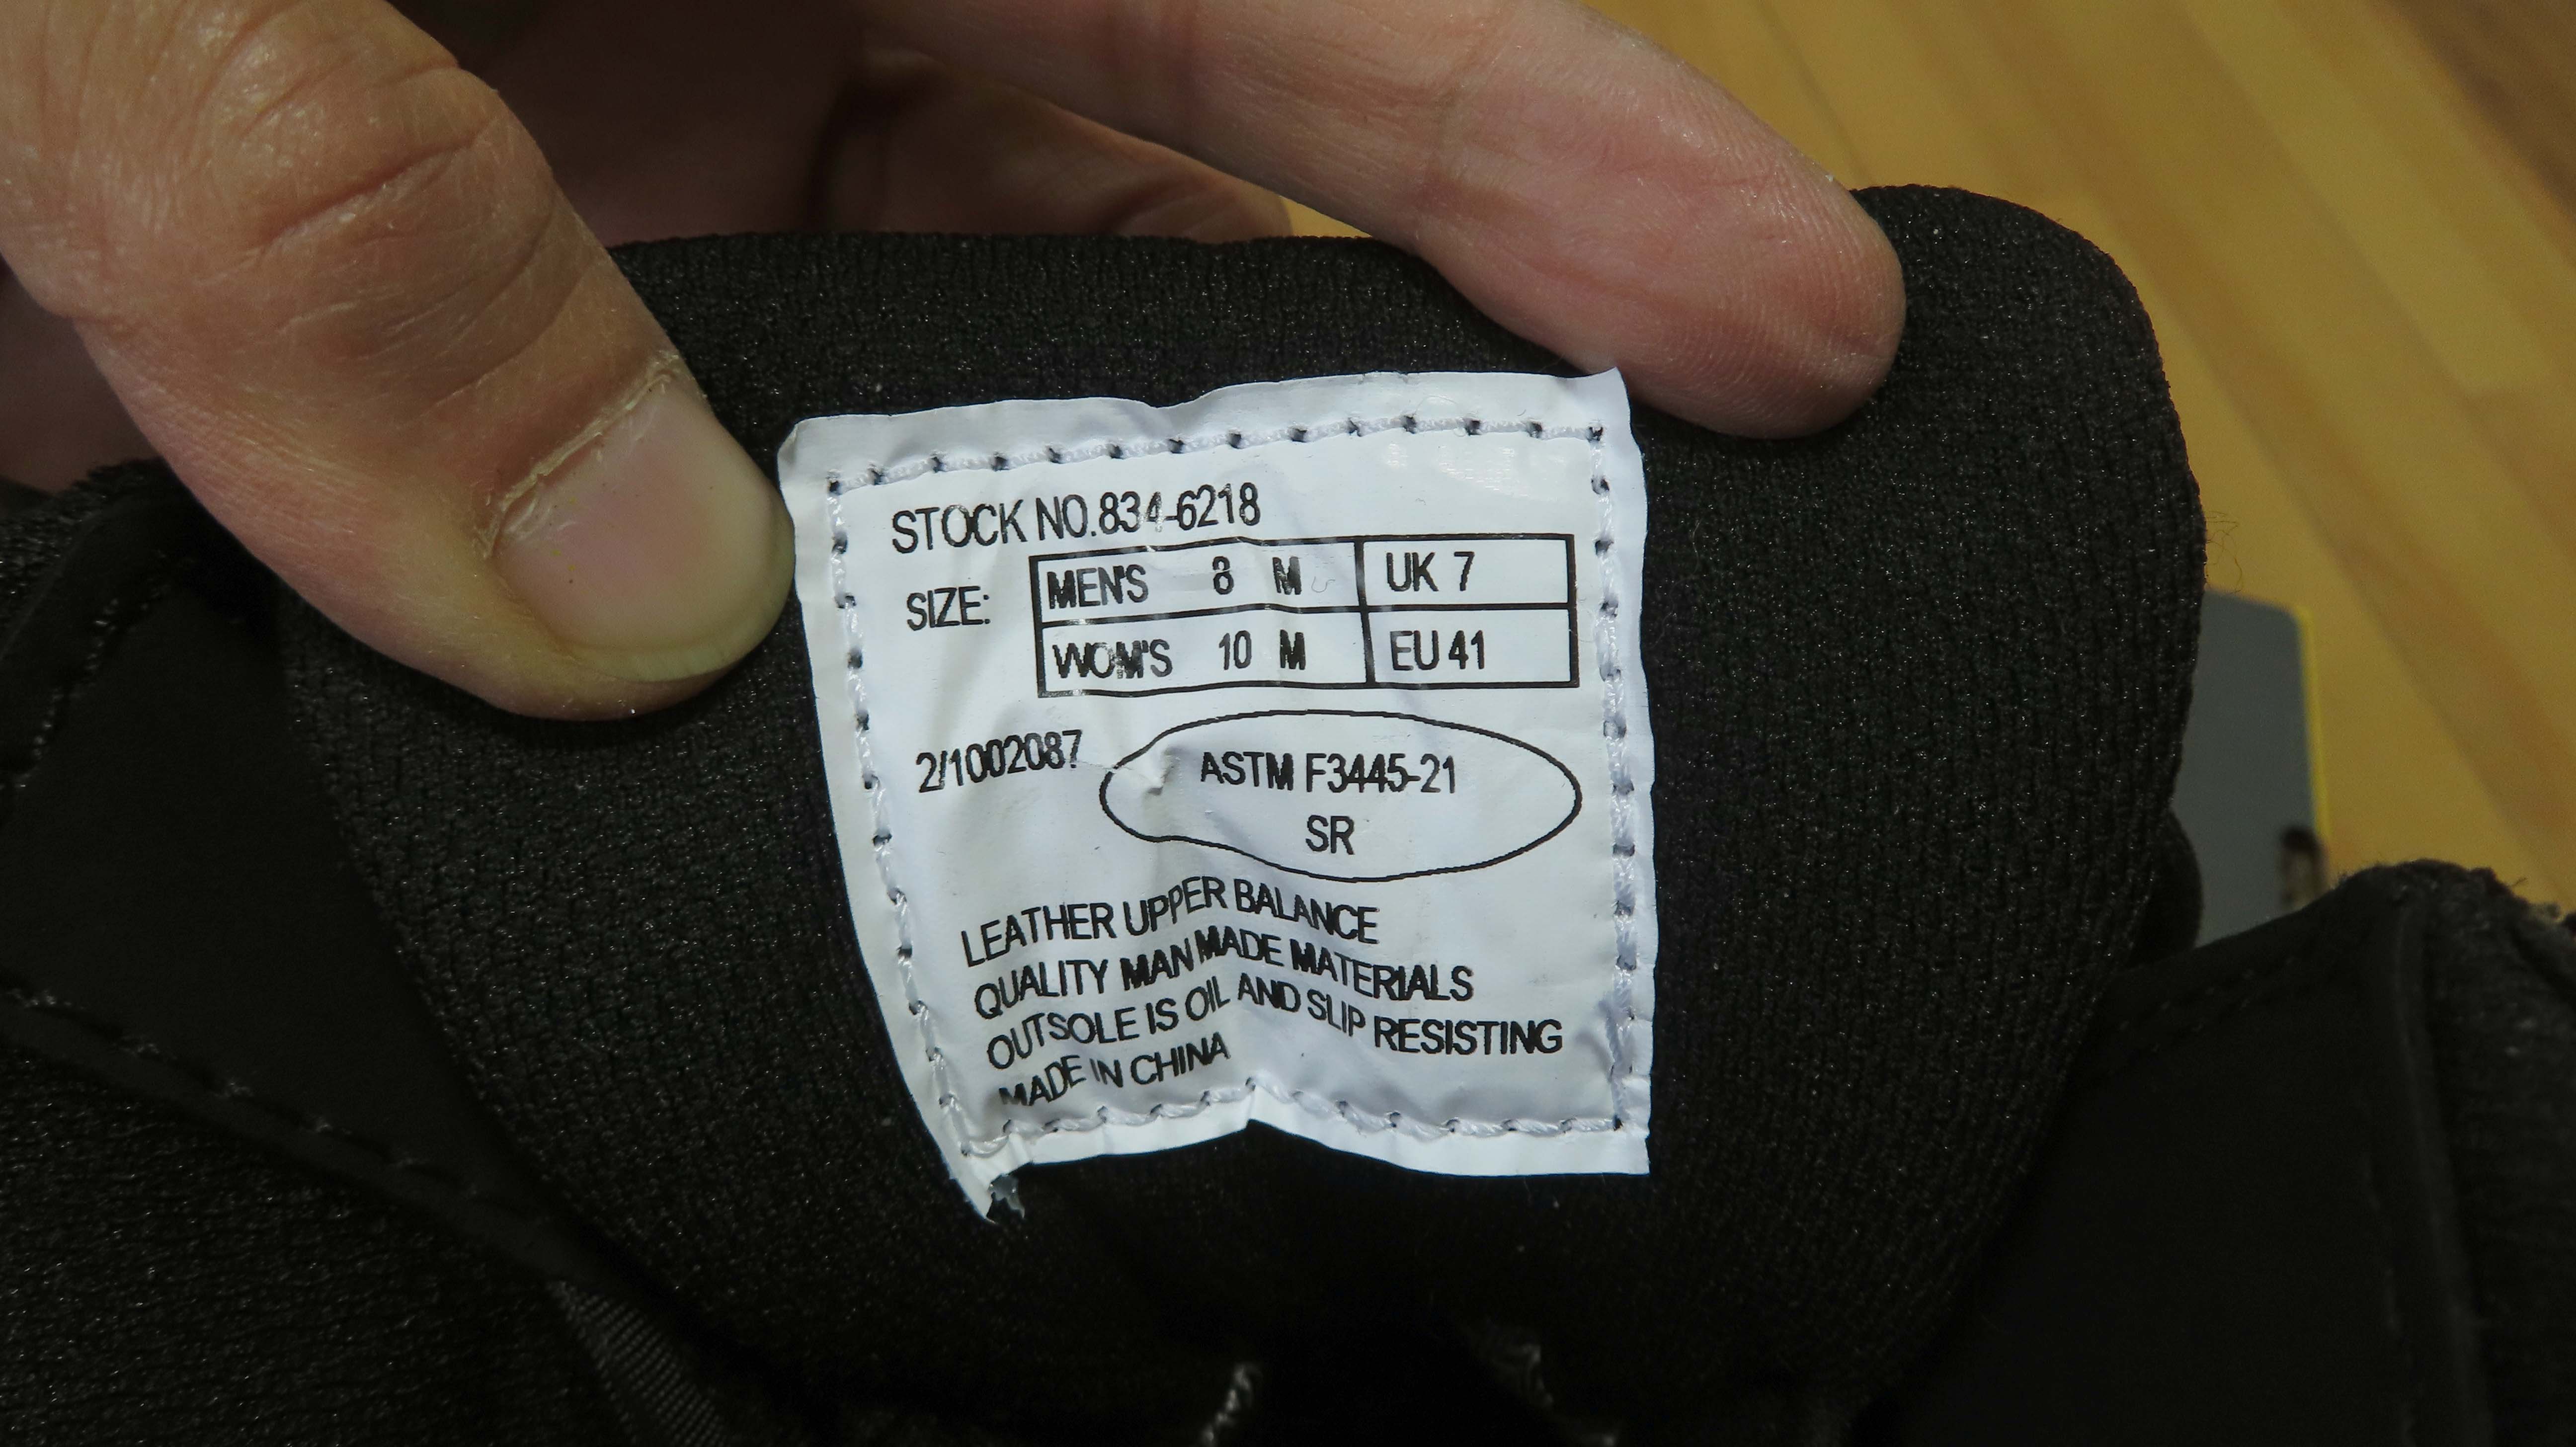 STOCK NO.834-6218
SIZE:
MEN'S 8 M UK 7
WOM'S 10 M EU 41
2/1002087
ASTM F3445-21
SR
LEATHER UPPER BALANCE
QUALITY MAN MADE MATERIALS
OUTSOLE IS OIL AND SLIP RESISTING
MADE IN CHINA